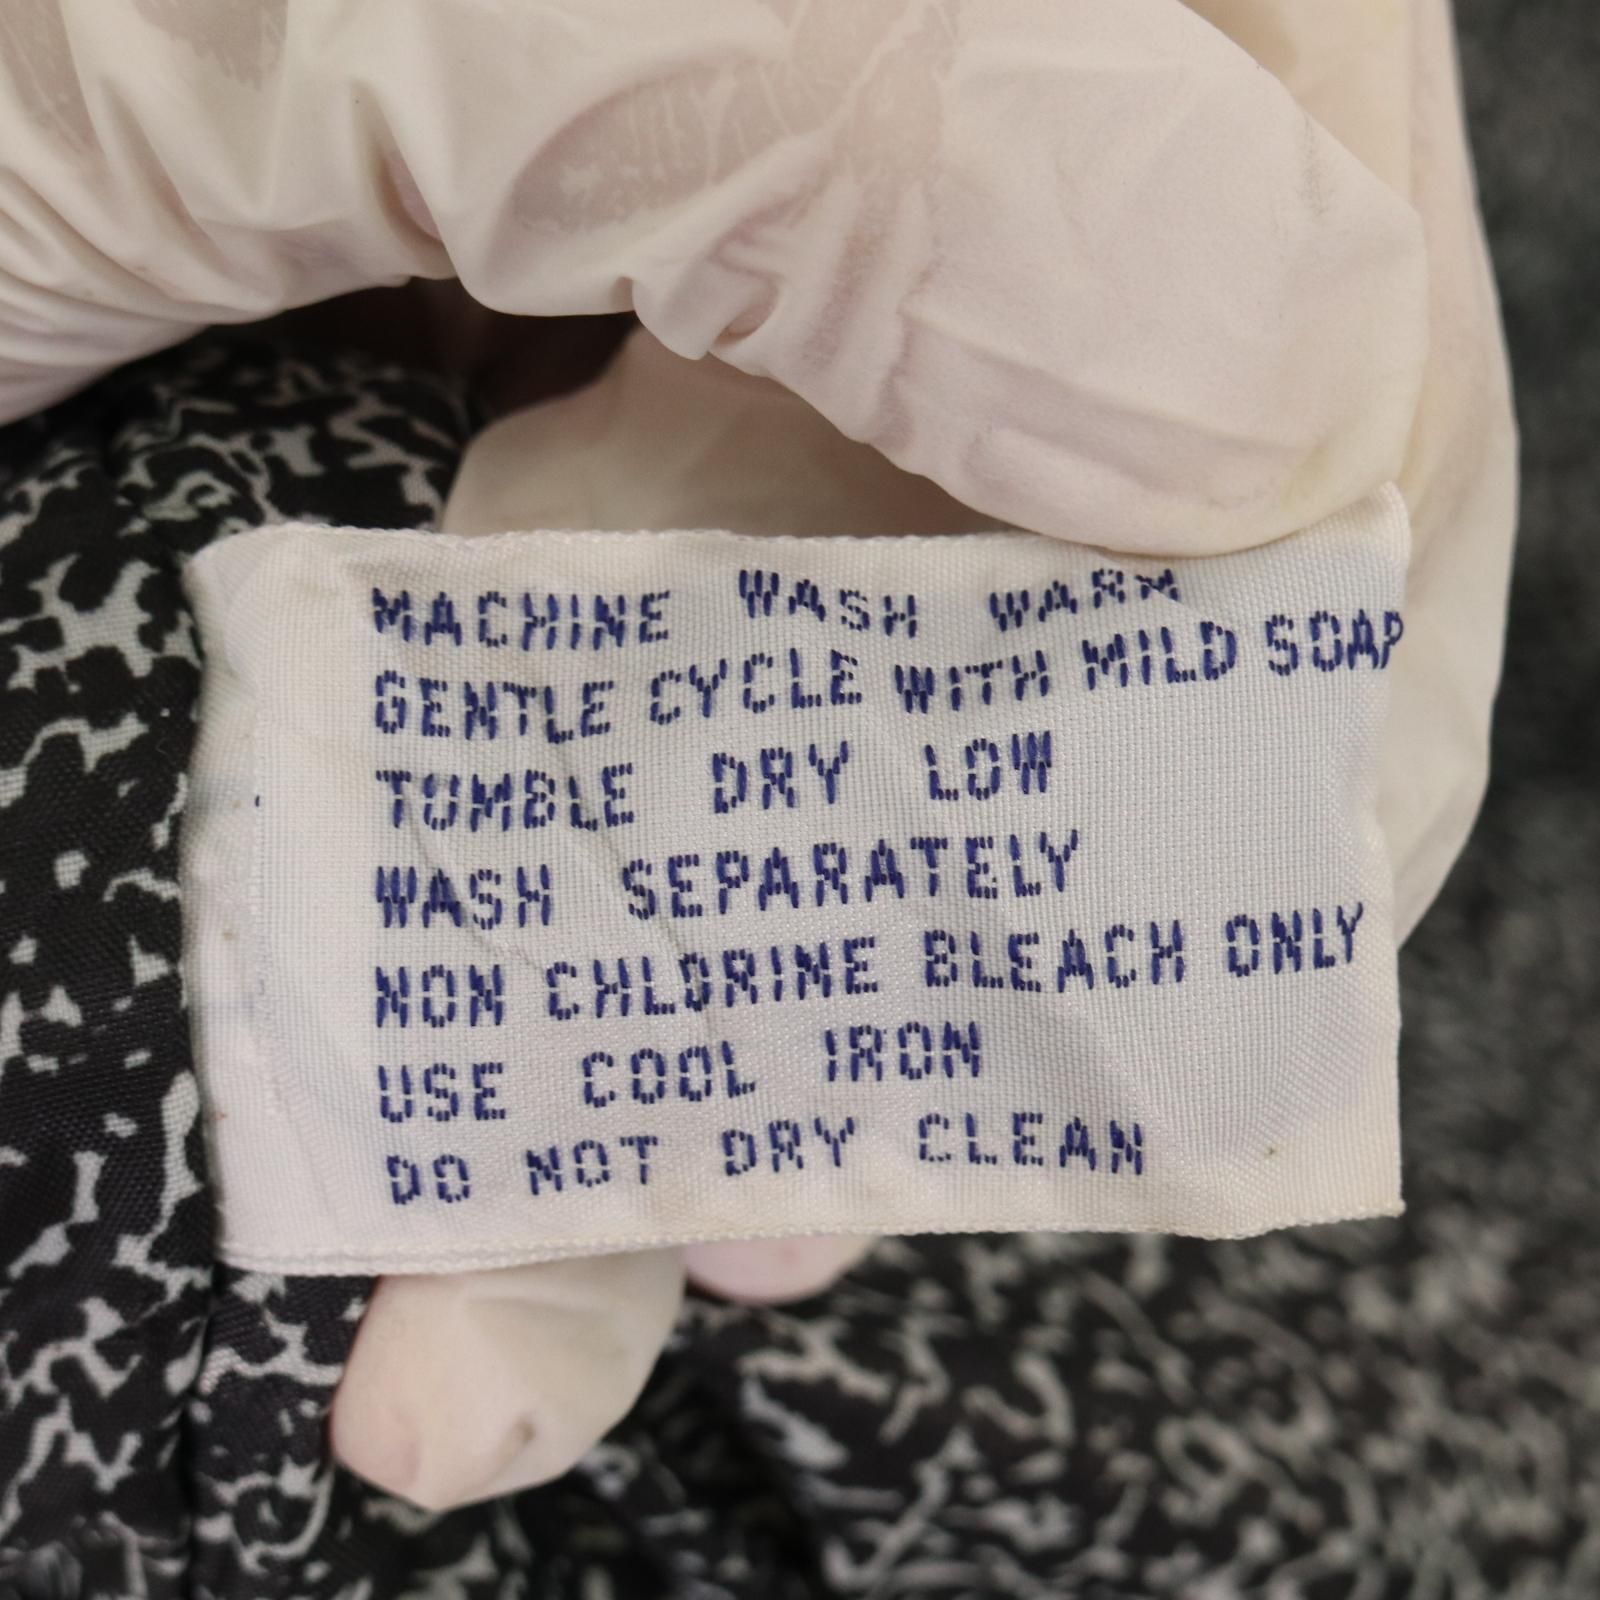 MACHINE WASH WARM
GENTLE CYCLE WITH MILD SOAP
TUMBLE DRY LOW
WASH SEPARATELY
NON CHLORINE BLEACH ONLY
USE COOL IRON
DO NOT DRY CLEAN